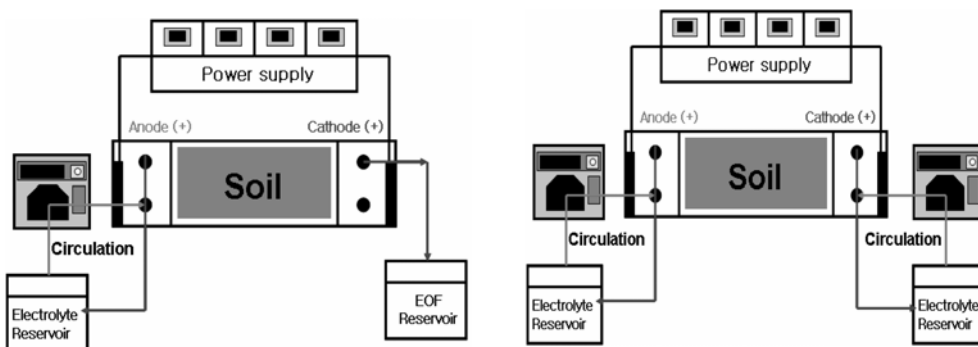 Power supply
Anode (+)
Cathode (+)
Soil
Circulation
Electrolyte
Reservoir
EOF
Reservoir
Power supply
Anode (+)
Cathode (+)
Soil
Circulation
Circulation
Electrolyte
Reservoir
Electrolyte
Reservoir